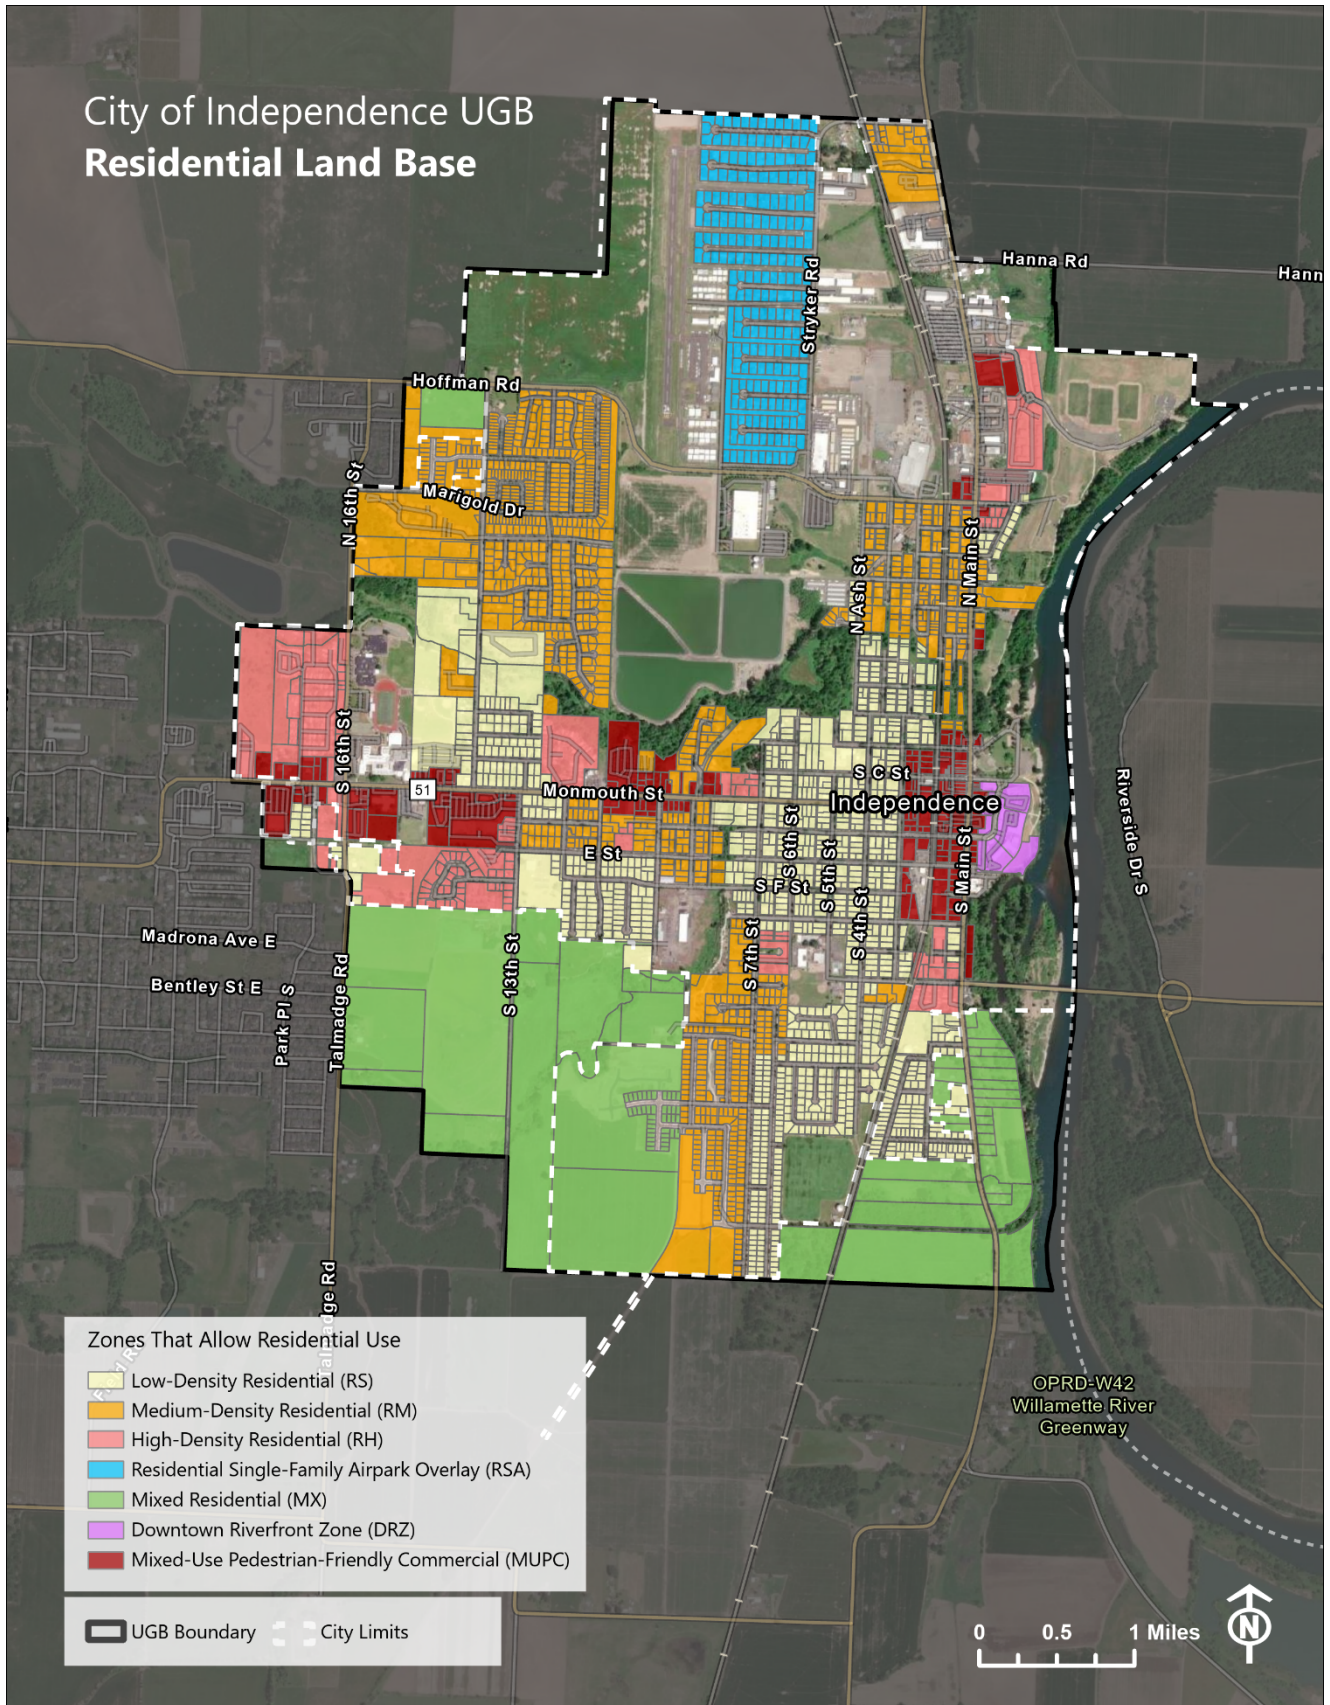 City of Independence UGB
Residential Land Base
Hanna Rd
Hann
Stryker Rd
Hoffman Rd
N 16th St
Marigold Dr
N Ash St
N Main St
S 16th St
51
Monmouth St
S C St
Independence
Riverside Dr S
E St
S 6th St
S 5th St
S F St
S Main St
S 4th St
S 7th St
Madrona Ave E
S 13th St
Talmadge Rd
Bentley St E
Park Pl S
Talmadge Rd
Zones That Allow Residential Use
Low-Density Residential (RS)
Medium-Density Residential (RM)
High-Density Residential (RH)
Residential Single-Family Airpark Overlay (RSA)
Mixed Residential (MX)
Downtown Riverfront Zone (DRZ)
Mixed-Use Pedestrian-Friendly Commercial (MUPC)
UGB Boundary
City Limits
OPRD-W42
Willamette River
Greenway
0 0.5 1 Miles
N